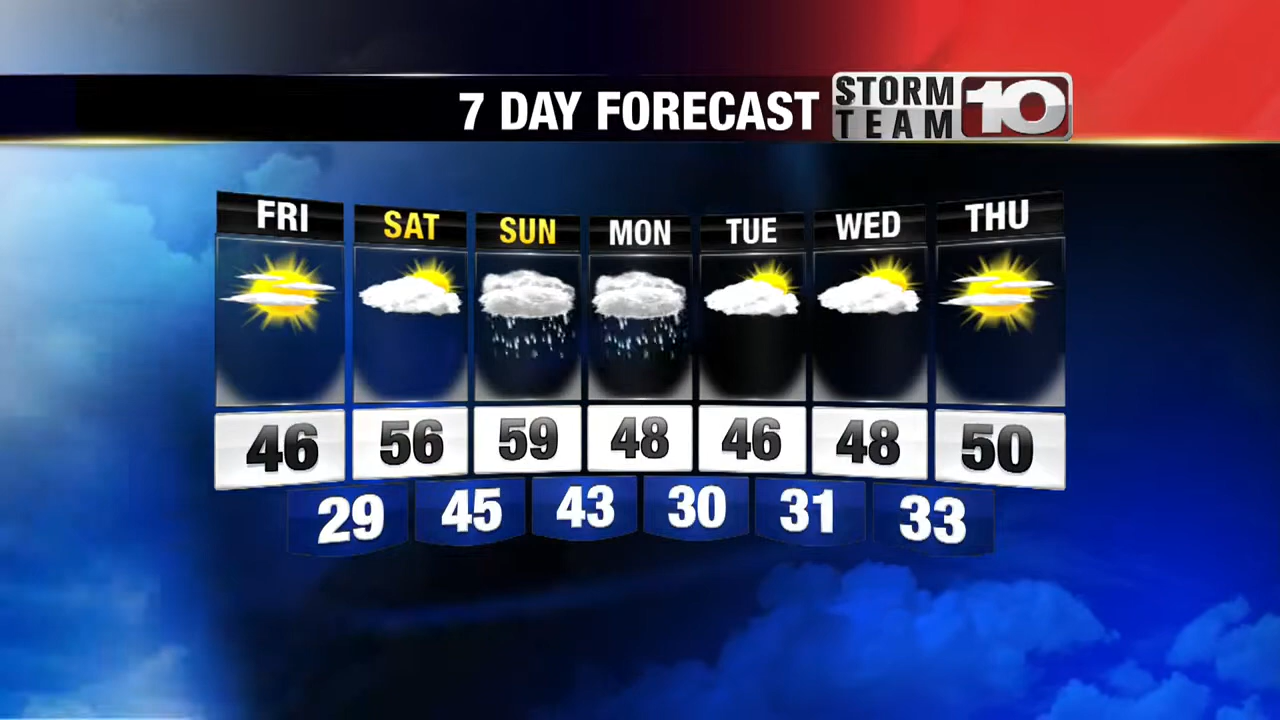 7 DAY FORECAST
STORM TEAM 10
FRI SAT SUN MON TUE WED THU
46 56 59 48 46 48 50
29 45 43 30 31 33